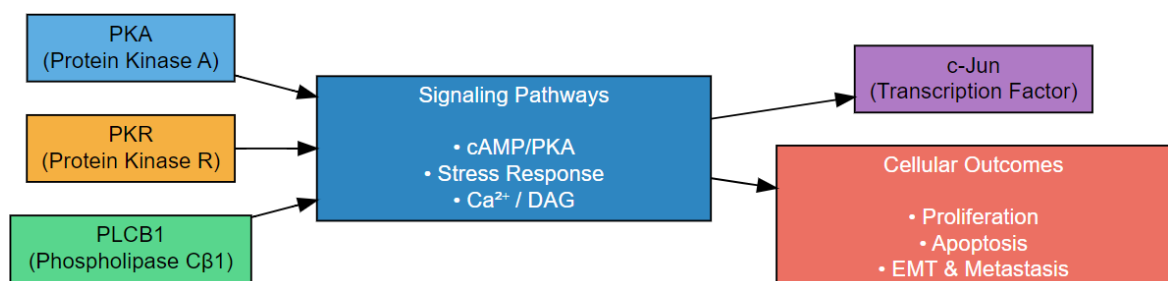 PKA
(Protein Kinase A)
PKR
(Protein Kinase R)
PLCB1
(Phospholipase Cβ1)
Signaling Pathways
• cAMP/PKA
• Stress Response
• Ca²⁺ / DAG
c-Jun
(Transcription Factor)
Cellular Outcomes
• Proliferation
• Apoptosis
• EMT & Metastasis